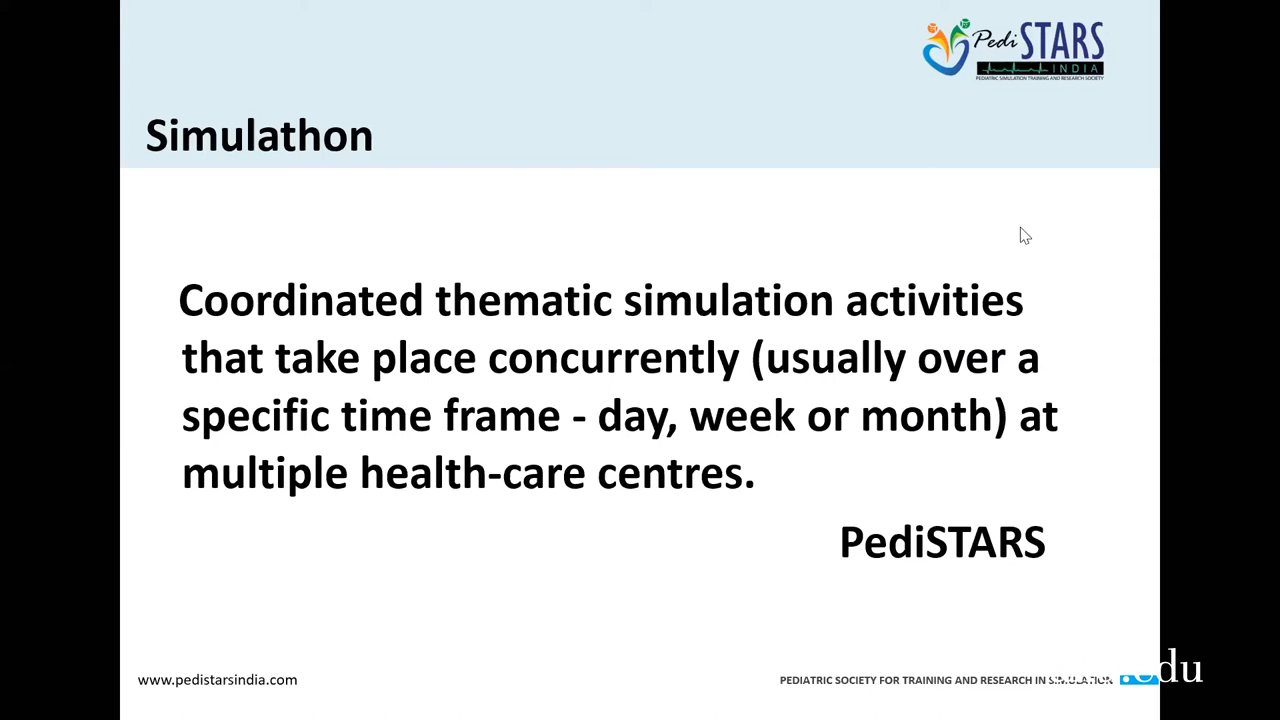 Pedi STARS
INDIA
PEDIATRIC SIMULATION TRAINING AND RESEARCH SOCIETY
Simulathon
Coordinated thematic simulation activities
that take place concurrently (usually over a
specific time frame - day, week or month) at
multiple health-care centres.
PediSTARS
www.pedistarsindia.com
PEDIATRIC SOCIETY FOR TRAINING AND RESEARCH IN SIMULATION